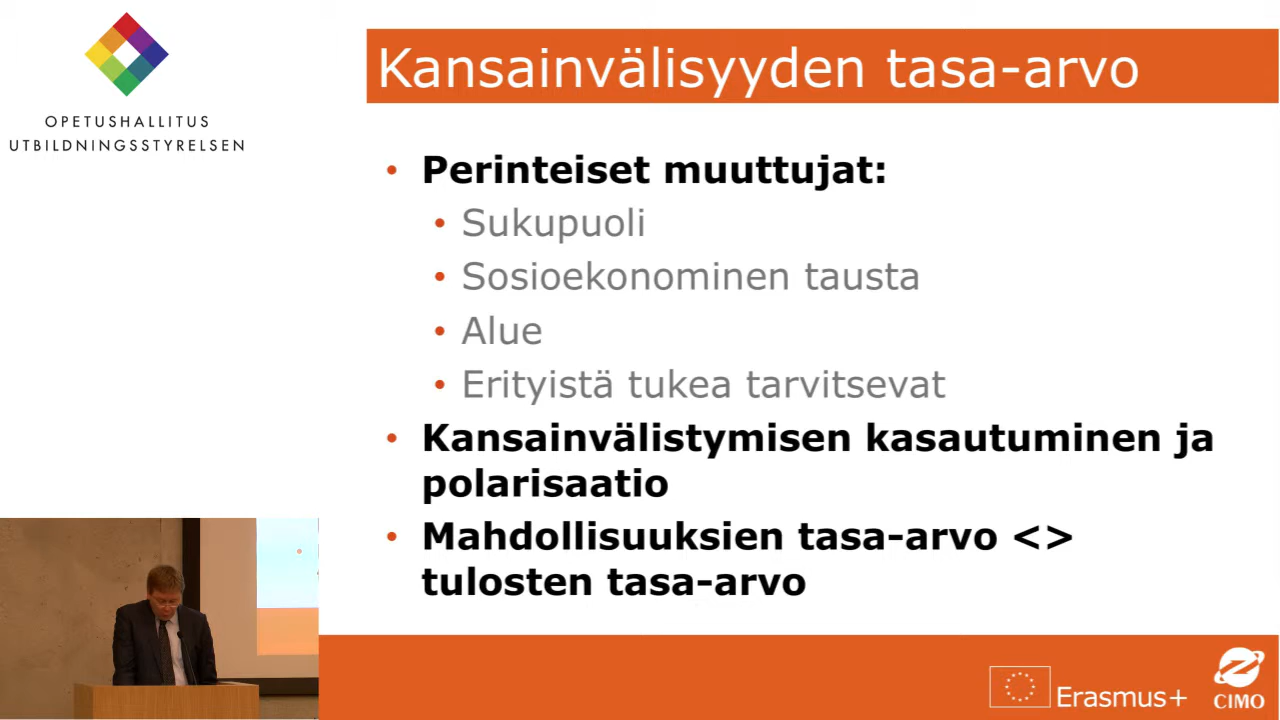 OPETUSHALLITUS
UTBILDNINGSSTYRELSEN
Kansainvälisyyden tasa-arvo
• Perinteiset muuttujat:
• Sukupuoli
• Sosioekonominen tausta
• Alue
• Erityistä tukea tarvitsevat
• Kansainvälistymisen kasautuminen ja
polarisaatio
• Mahdollisuuksien tasa-arvo <>
tulosten tasa-arvo
Erasmus+
CIMO